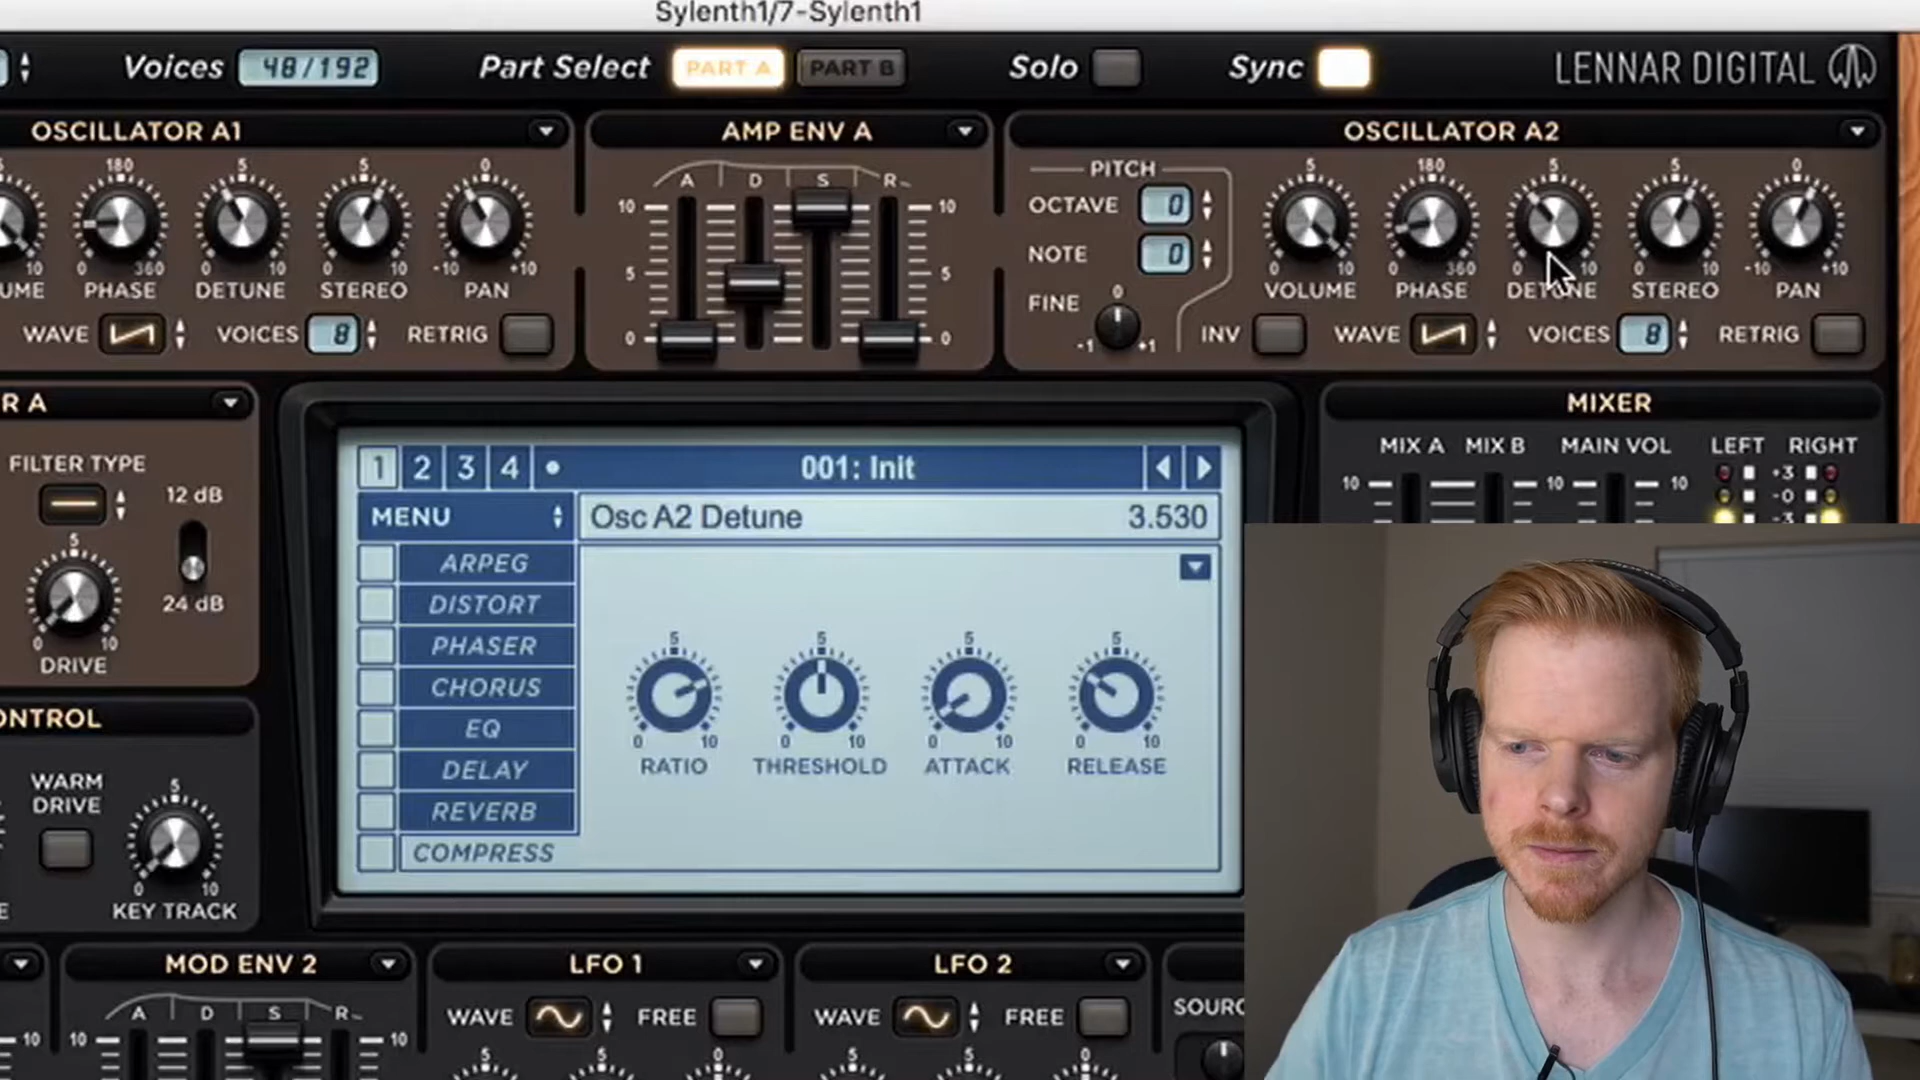 Sylenth1/7-Sylenth1
Voices 48/192 Part Select PART A PART B Solo Sync LENNAR DIGITAL
OSCILLATOR A1
10 UME
180 0 360 PHASE
5 0 10 DETUNE
5 0 10 STEREO
0 -10 +10 PAN
WAVE VOICES 8 RETRIG
AMP ENV A
A D S R
10 10
5 5
0 0
OSCILLATOR A2
PITCH
OCTAVE 0
NOTE 0
FINE 0 -1 +1
5 0 10 VOLUME
180 0 360 PHASE
5 0 10 DETUNE
5 0 10 STEREO
0 -10 +10 PAN
INV WAVE VOICES 8 RETRIG
R A
FILTER TYPE
12 dB
24 dB
5 0 10 DRIVE
ONTROL
WARM
DRIVE
5 0 10 KEY TRACK
1 2 3 4 001: Init
MENU Osc A2 Detune 3.530
ARPEG
DISTORT
PHASER
CHORUS
EQ
DELAY
REVERB
COMPRESS
5 0 10 RATIO
5 0 10 THRESHOLD
5 0 10 ATTACK
5 0 10 RELEASE
MIXER
MIX A MIX B MAIN VOL LEFT RIGHT
10 10 10 +3
-0
-3
MOD ENV 2
A D S R
10 10 10
LFO 1
WAVE FREE
5 5 0
LFO 2
WAVE FREE
5 5 0
SOURC